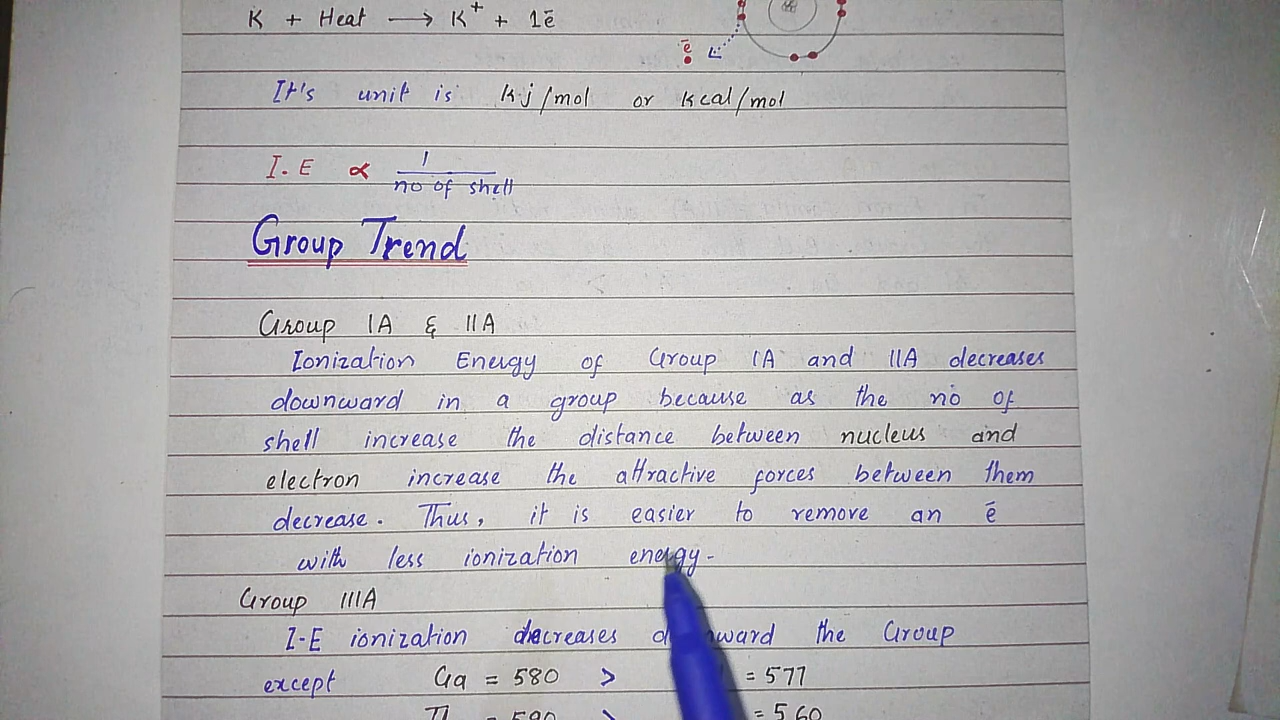 K + Heat ⟶ K⁺ + 1ē
ē
It's unit is kj/mol or kcal/mol
I.E ∝ 1/no of shell
Group Trend
Group IA & IIA
Ionization Energy of Group IA and IIA decreases
downward in a group because as the no of
shell increase the distance between nucleus and
electron increase the attractive forces between them
decrease. Thus, it is easier to remove an ē
with less ionization energy-
Group IIIA
I-E ionization decreases the Group
except Ga = 580 > = 577
= 560